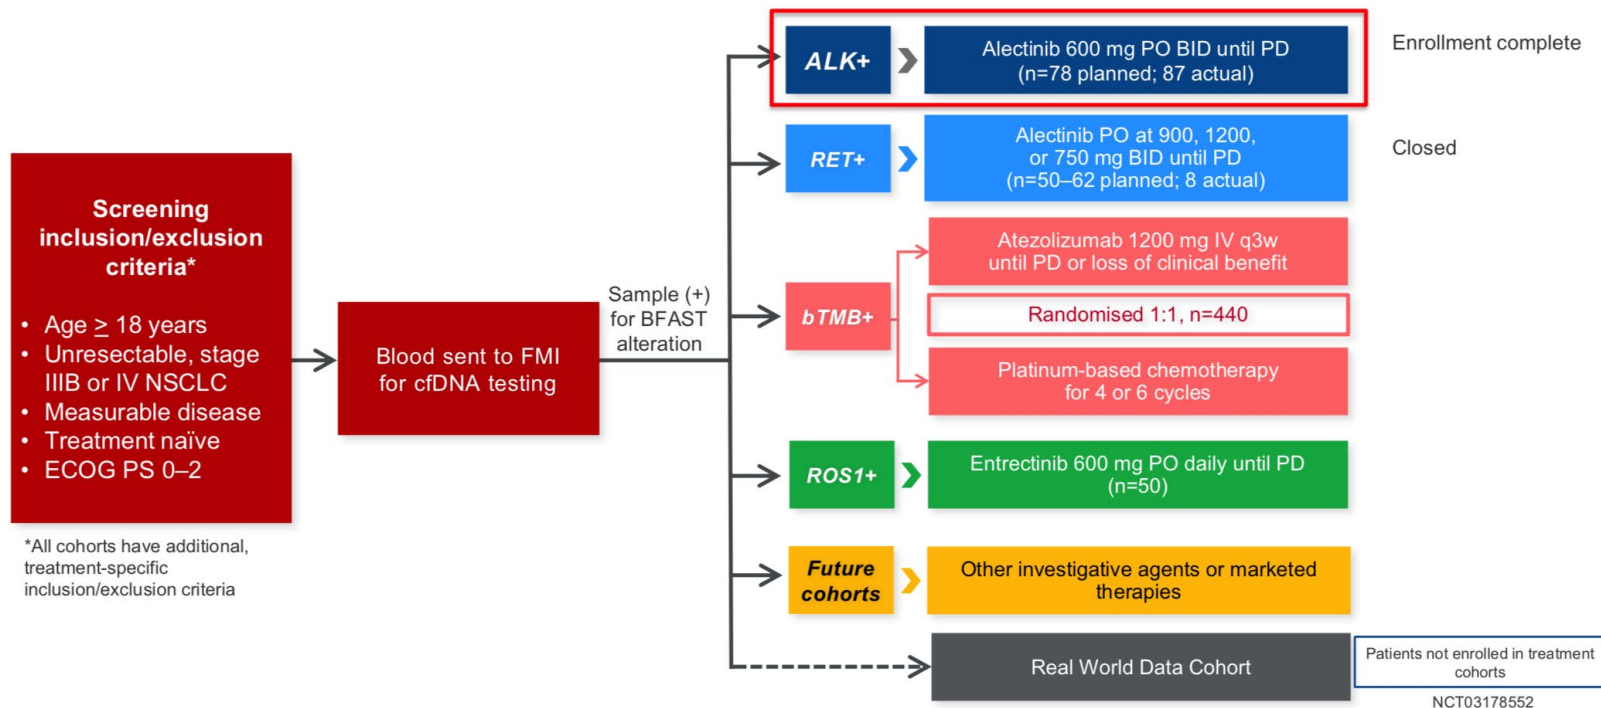 Screening
inclusion/exclusion
criteria*
• Age ≥ 18 years
• Unresectable, stage
IIIB or IV NSCLC
• Measurable disease
• Treatment naïve
• ECOG PS 0–2
*All cohorts have additional,
treatment-specific
inclusion/exclusion criteria
Blood sent to FMI
for cfDNA testing
Sample (+)
for BFAST
alteration
ALK+
Alectinib 600 mg PO BID until PD
(n=78 planned; 87 actual)
Enrollment complete
RET+
Alectinib PO at 900, 1200,
or 750 mg BID until PD
(n=50–62 planned; 8 actual)
Closed
bTMB+
Atezolizumab 1200 mg IV q3w
until PD or loss of clinical benefit
Randomised 1:1, n=440
Platinum-based chemotherapy
for 4 or 6 cycles
ROS1+
Entrectinib 600 mg PO daily until PD
(n=50)
Future
cohorts
Other investigative agents or marketed
therapies
Real World Data Cohort
Patients not enrolled in treatment
cohorts
NCT03178552